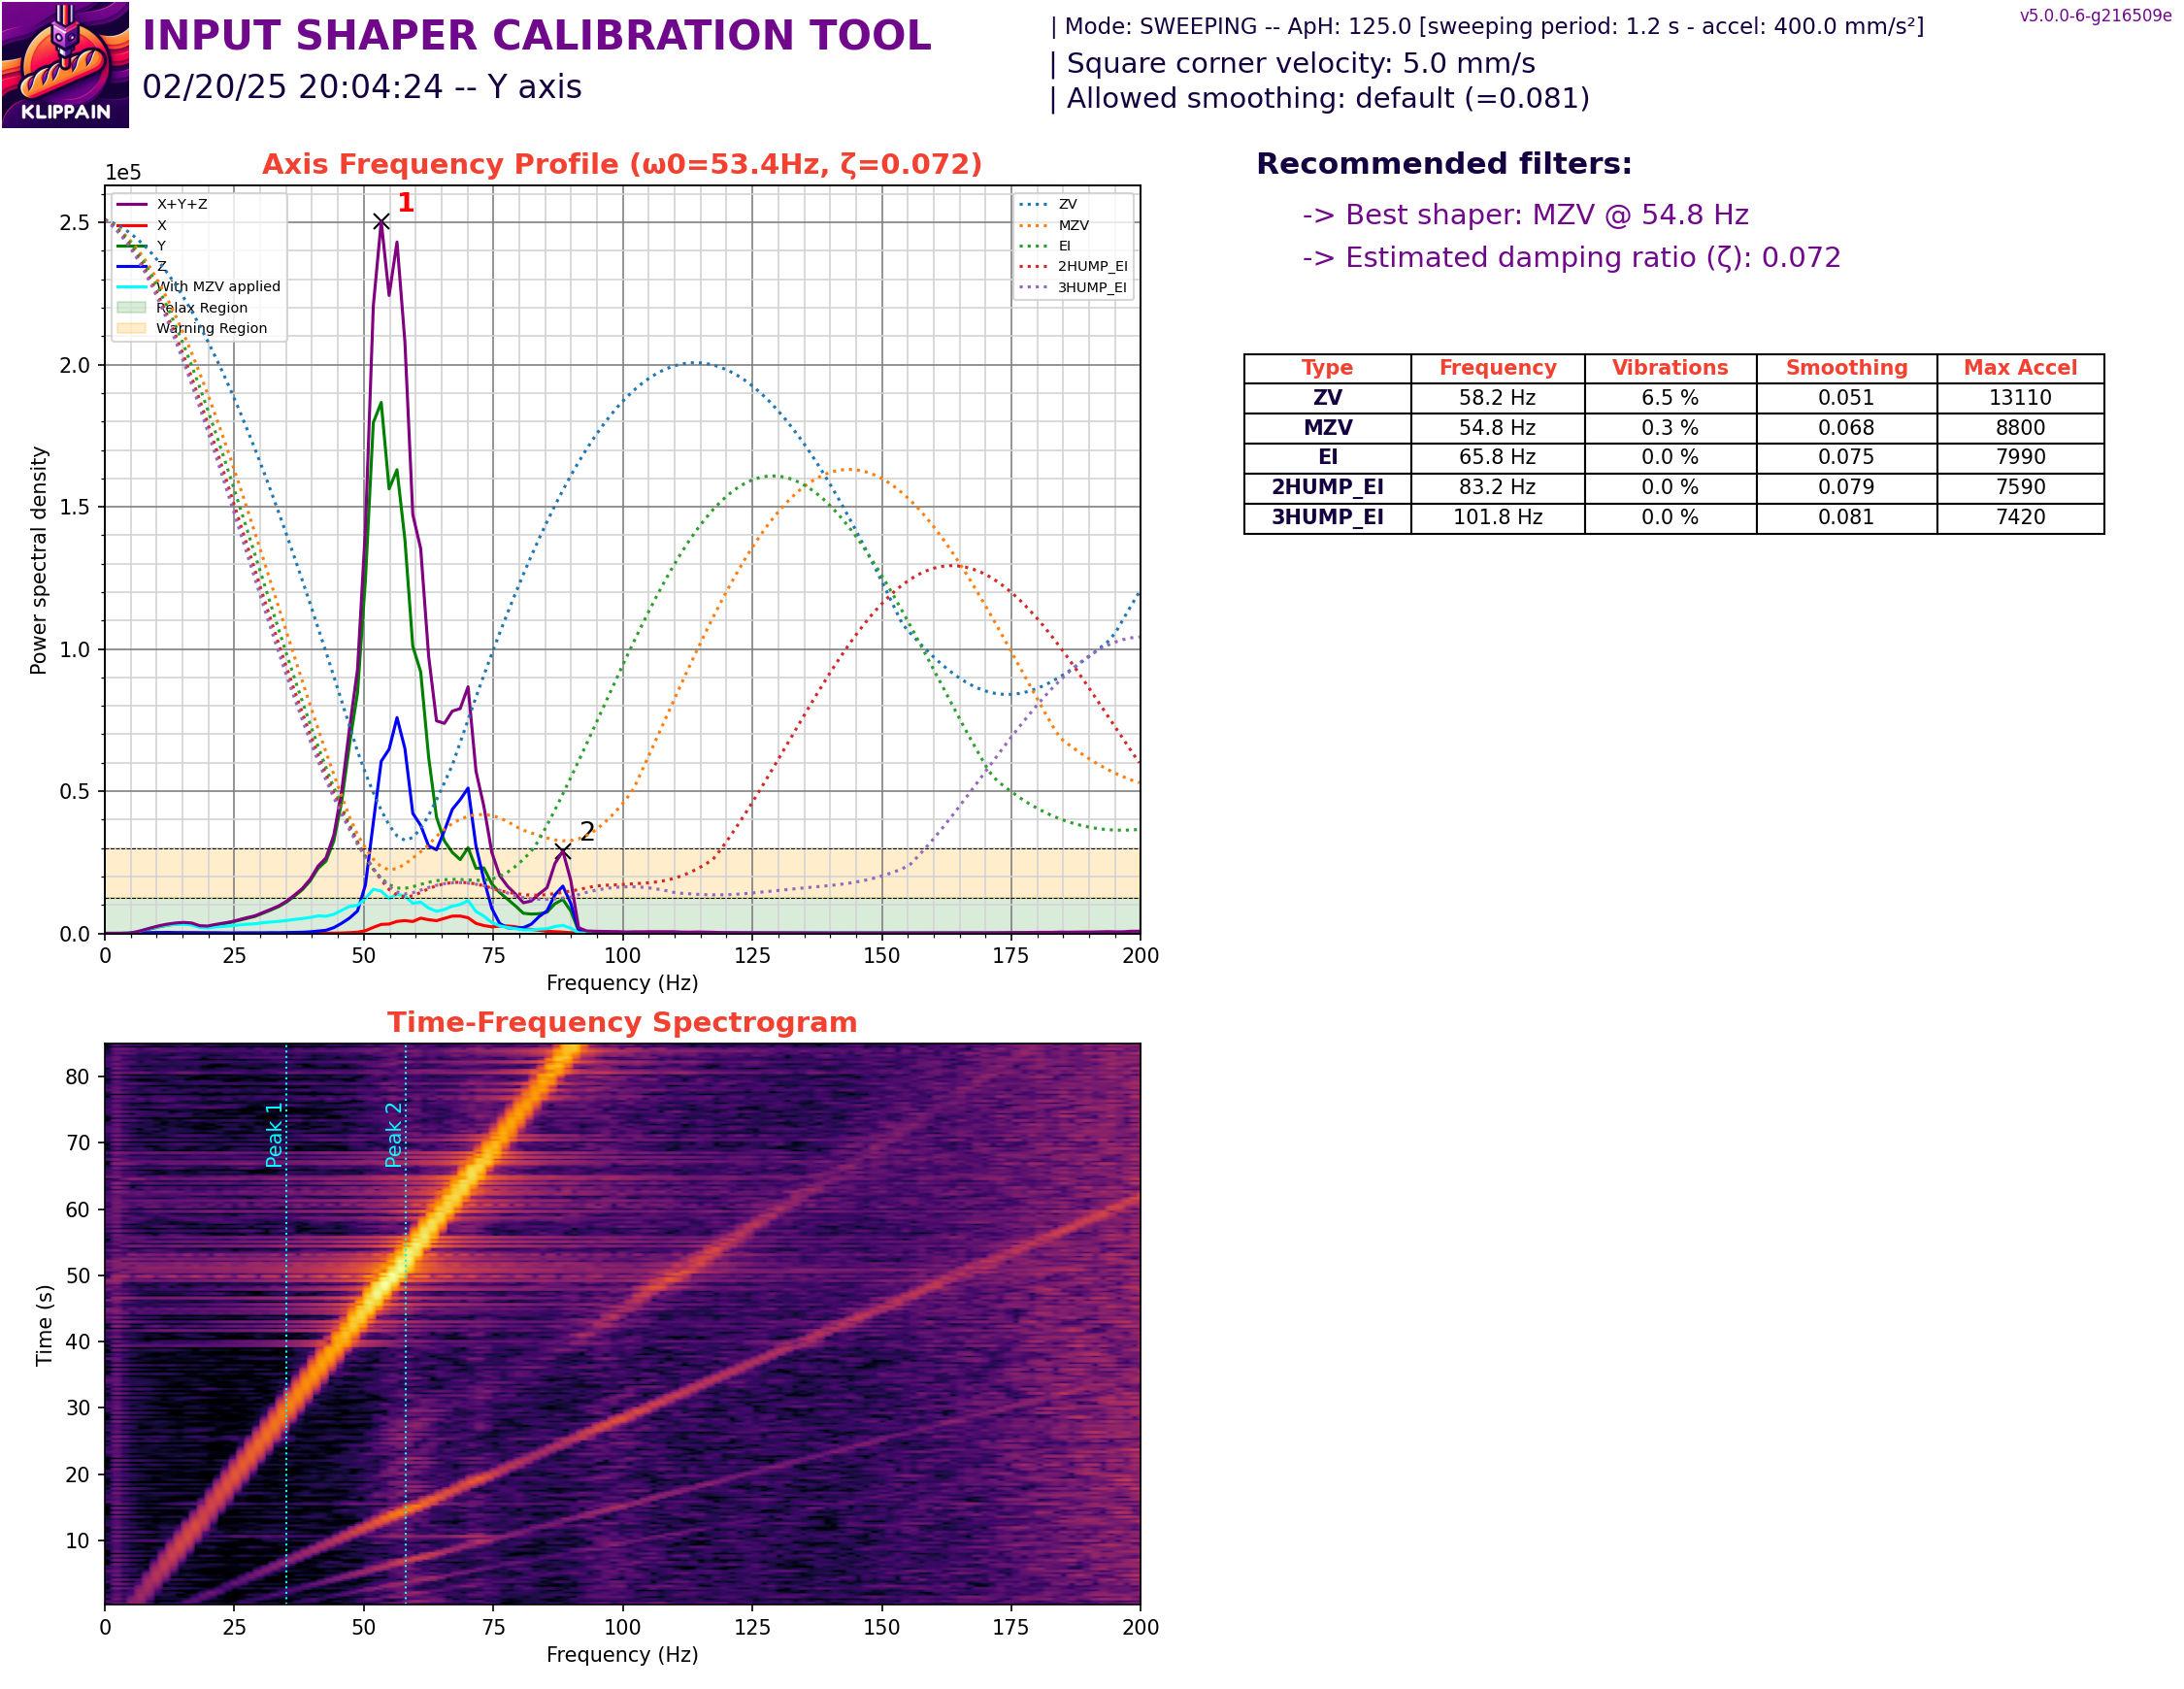 KLIPPAIN
INPUT SHAPER CALIBRATION TOOL
02/20/25 20:04:24 -- Y axis
| Mode: SWEEPING -- ApH: 125.0 [sweeping period: 1.2 s - accel: 400.0 mm/s²]
| Square corner velocity: 5.0 mm/s
| Allowed smoothing: default (=0.081)
v5.0.0-6-g216509e
Axis Frequency Profile (ω0=53.4Hz, ζ=0.072)
1e5
2.5
2.0
1.5
1.0
0.5
0.0
Power spectral density
X+Y+Z
X
Y
Z
With MZV applied
Relax Region
Warning Region
1
2
ZV
MZV
EI
2HUMP_EI
3HUMP_EI
0 25 50 75 100 125 150 175 200
Frequency (Hz)
Recommended filters:
-> Best shaper: MZV @ 54.8 Hz
-> Estimated damping ratio (ζ): 0.072
Type Frequency Vibrations Smoothing Max Accel
ZV 58.2 Hz 6.5 % 0.051 13110
MZV 54.8 Hz 0.3 % 0.068 8800
EI 65.8 Hz 0.0 % 0.075 7990
2HUMP_EI 83.2 Hz 0.0 % 0.079 7590
3HUMP_EI 101.8 Hz 0.0 % 0.081 7420
Time-Frequency Spectrogram
80
70
60
50
40
30
20
10
Time (s)
Peak 1
Peak 2
0 25 50 75 100 125 150 175 200
Frequency (Hz)